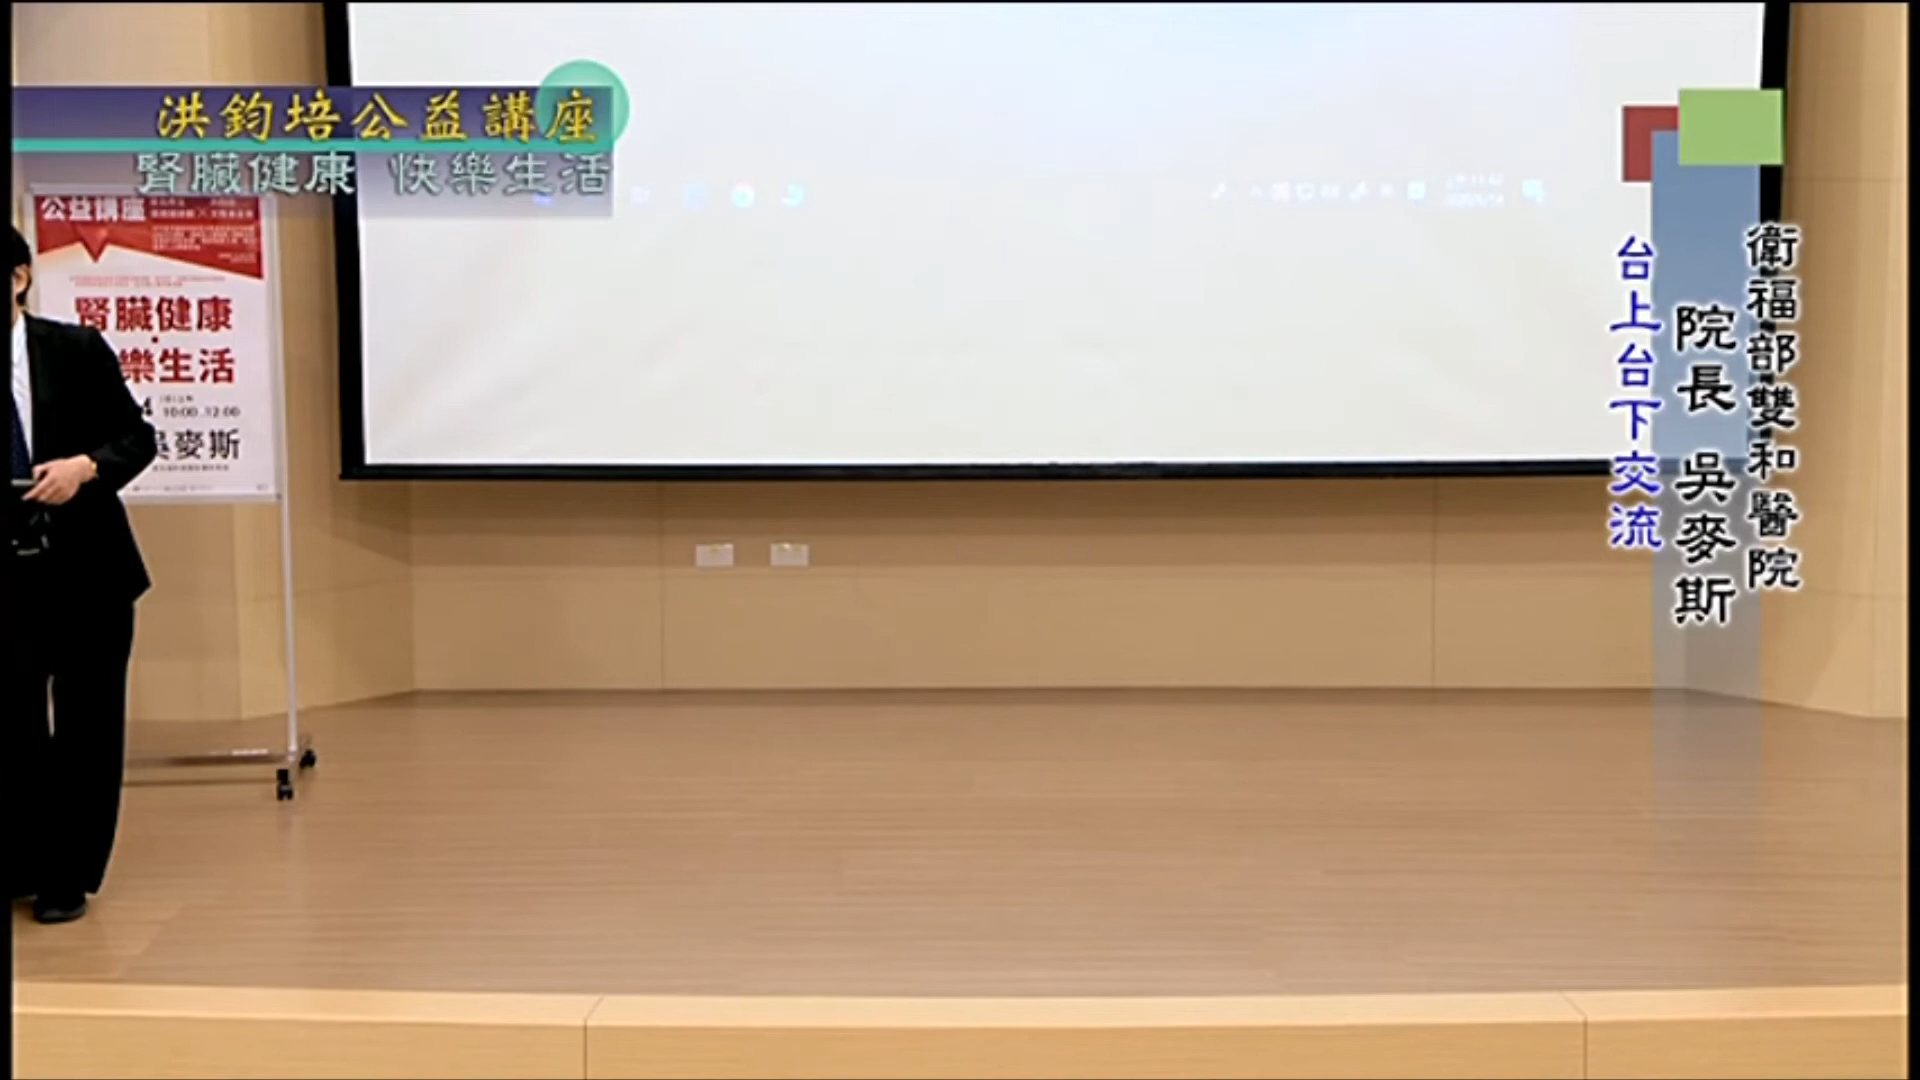 洪鈞培公益講座
腎臟健康 快樂生活
公益講座
腎臟健康
樂生活
10:00-12:00
吳麥斯
衛福部雙和醫院
院長 吳麥斯
台上台下交流